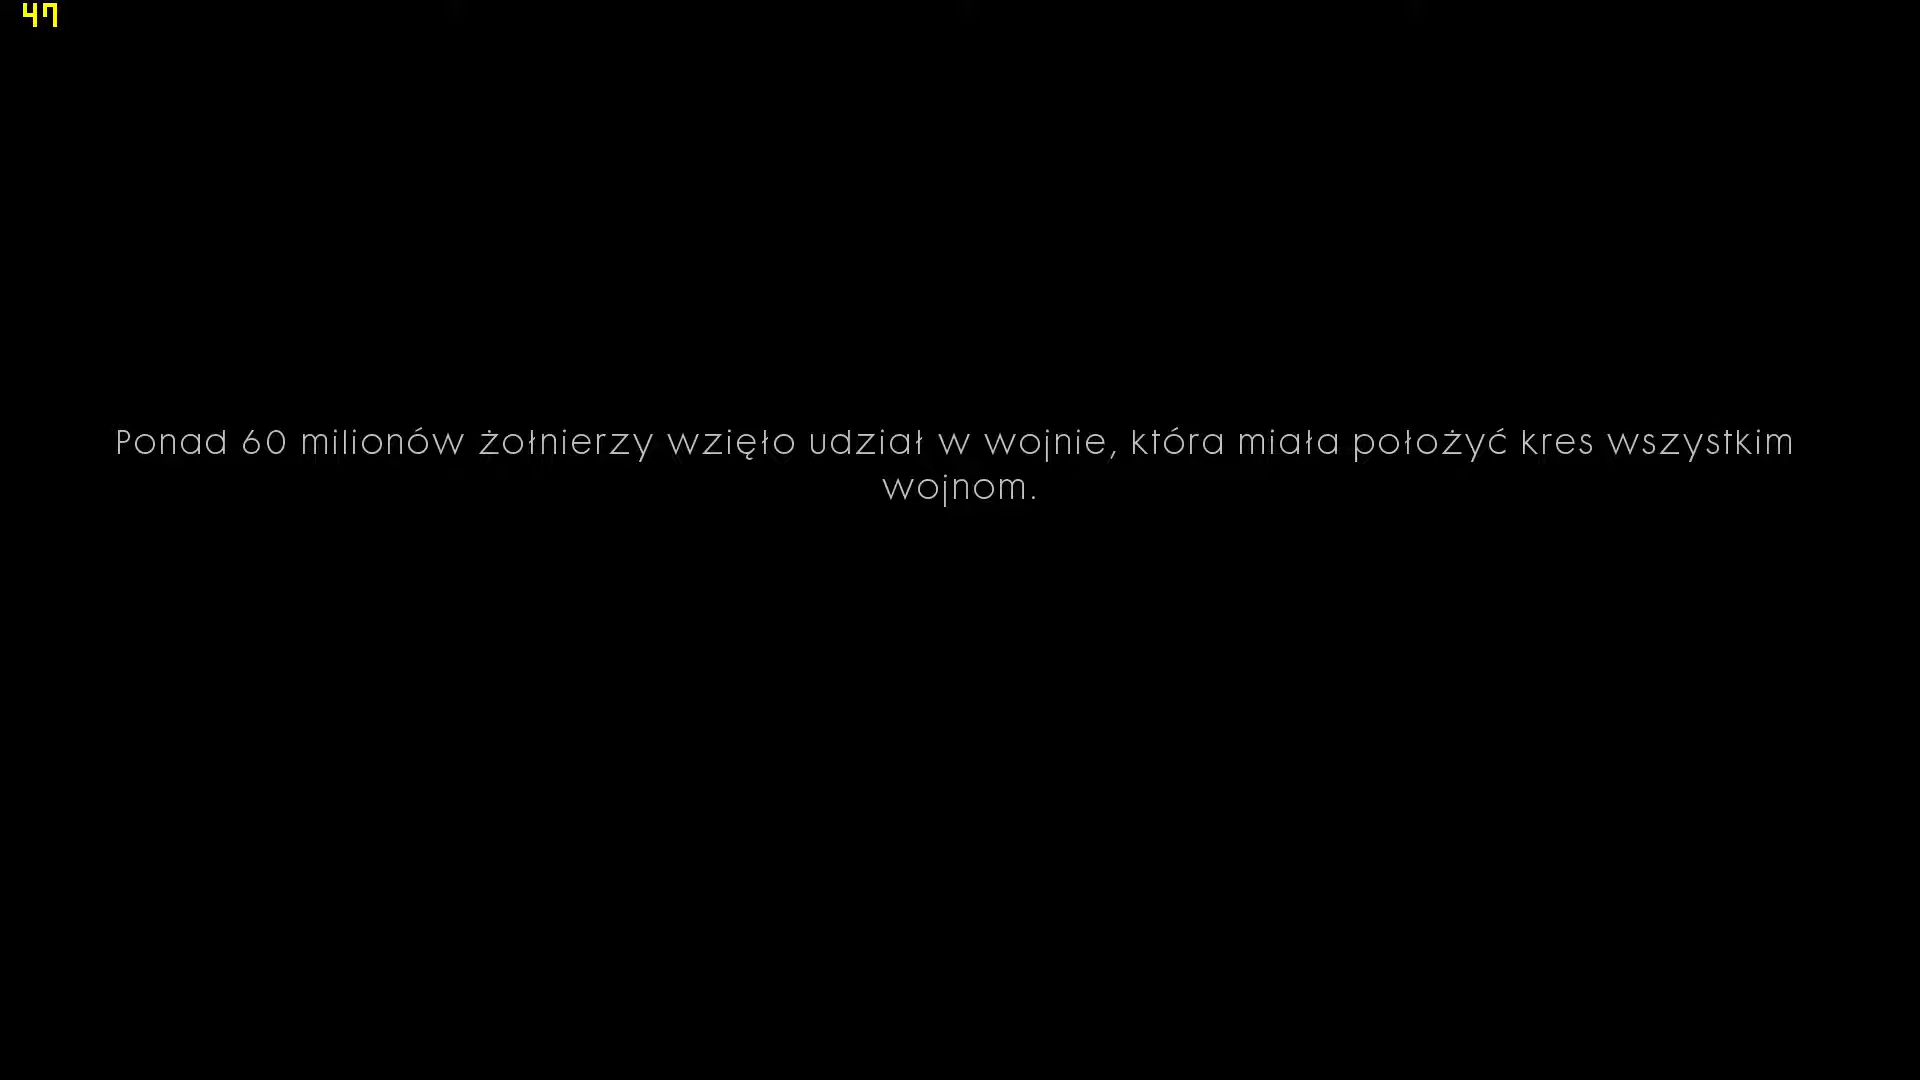 47
Ponad 60 milionów żołnierzy wzięło udział w wojnie, która miała położyć kres wszystkim
wojnom.